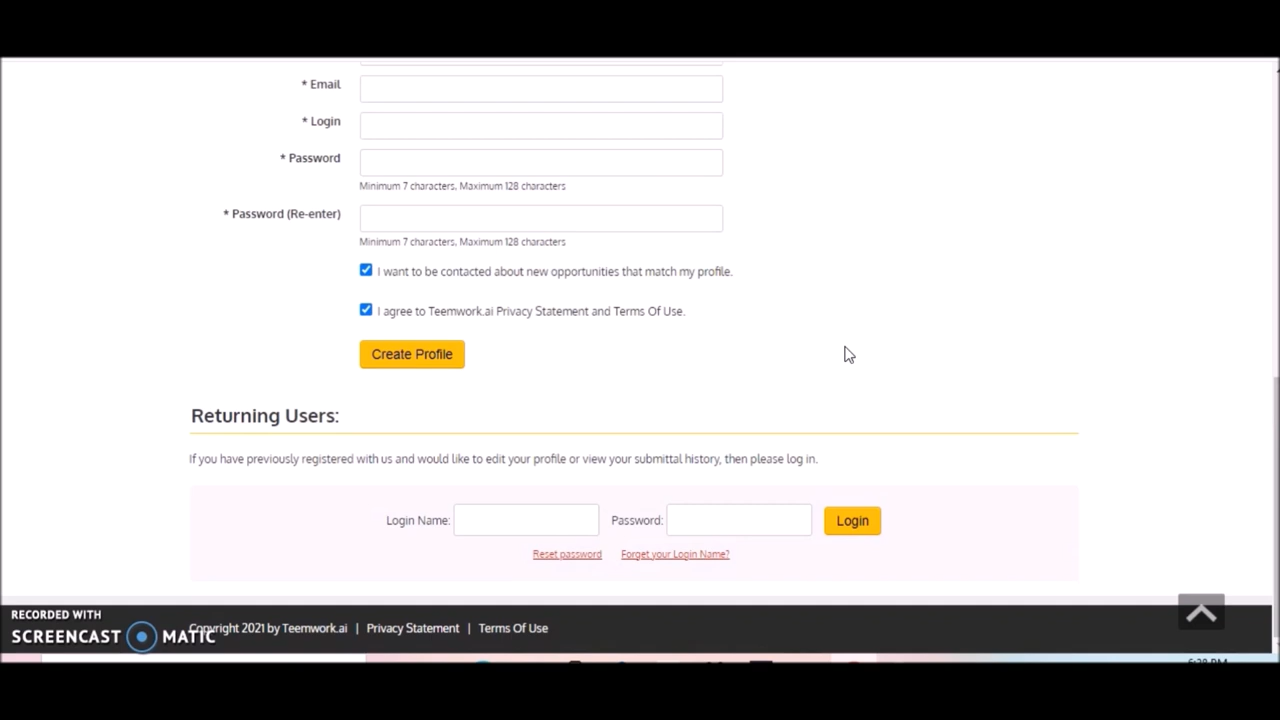 * Email
* Login
* Password
Minimum 7 characters, Maximum 128 characters
* Password (Re-enter)
Minimum 7 characters, Maximum 128 characters
I want to be contacted about new opportunities that match my profile.
I agree to Teemwork.ai Privacy Statement and Terms Of Use.
Create Profile
Returning Users:
If you have previously registered with us and would like to edit your profile or view your submittal history, then please log in.
Login Name: Password: Login
Reset password Forget your Login Name?
RECORDED WITH
SCREENCAST MATIC
Copyright 2021 by Teemwork.ai | Privacy Statement | Terms Of Use